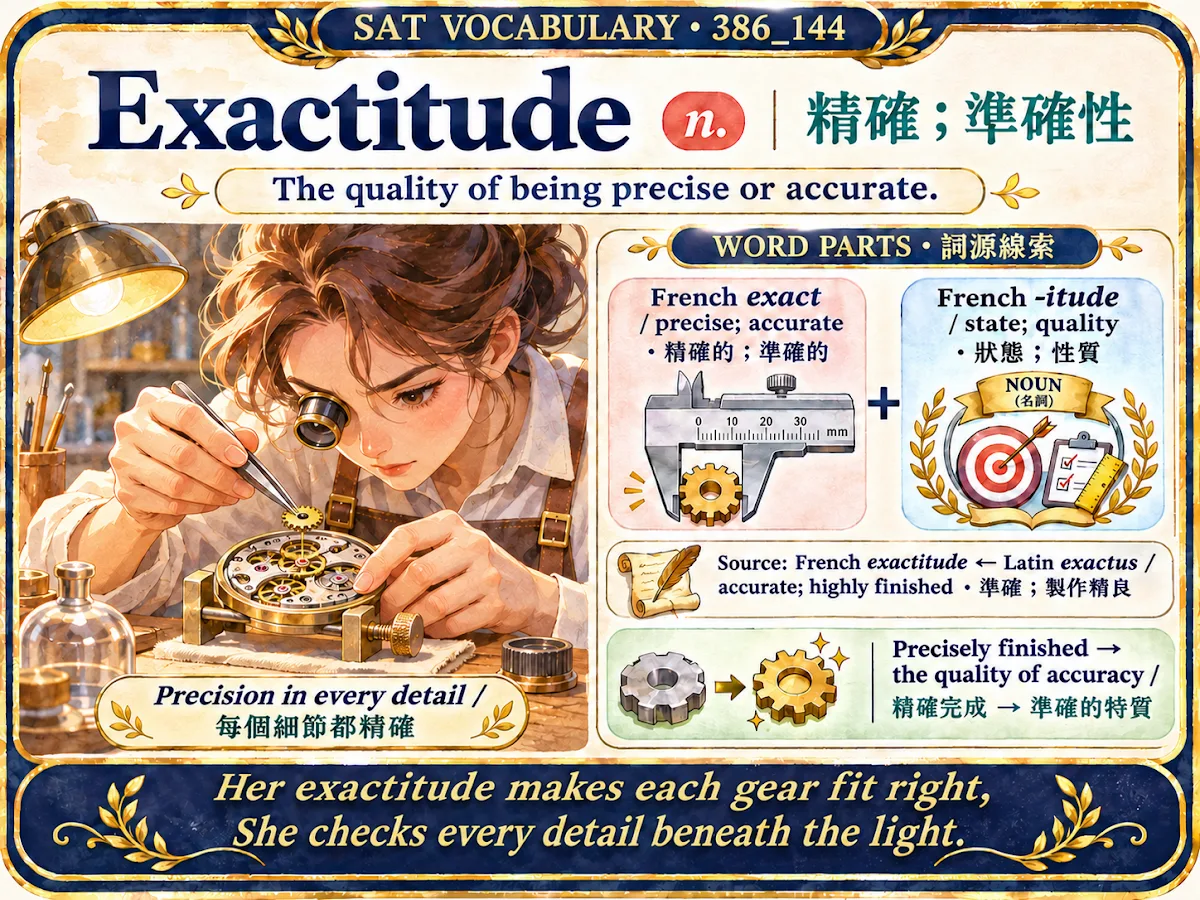 SAT VOCABULARY • 386_144
Exactitude n. 精確；準確性
The quality of being precise or accurate.
WORD PARTS • 詞源線索
French exact
/ precise; accurate
• 精確的；準確的
0 10 20 30 mm
+
French -itude
/ state; quality
• 狀態；性質
NOUN
(名詞)
Source: French exactitude ← Latin exactus /
accurate; highly finished • 準確；製作精良
Precisely finished →
the quality of accuracy /
精確完成 → 準確的特質
Precision in every detail /
每個細節都精確
Her exactitude makes each gear fit right,
She checks every detail beneath the light.